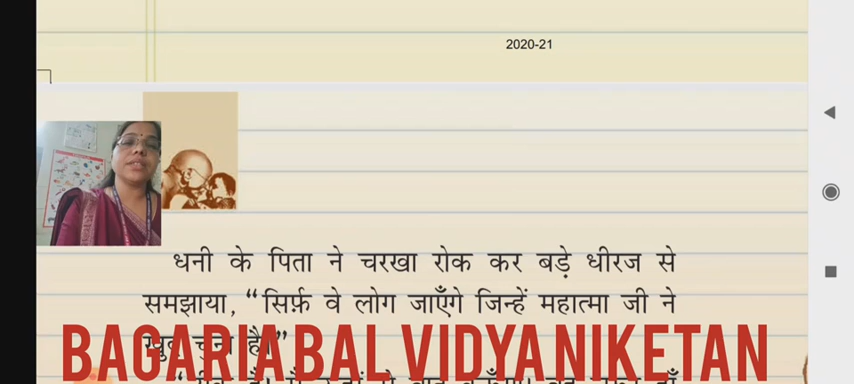 2020-21
धनी के पिता ने चरखा रोक कर बड़े धीरज से
समझाया, “सिर्फ़ वे लोग जाएँगे जिन्हें महात्मा जी ने
खुद चुना है।”
BAGARIA BAL VIDYA NIKETAN